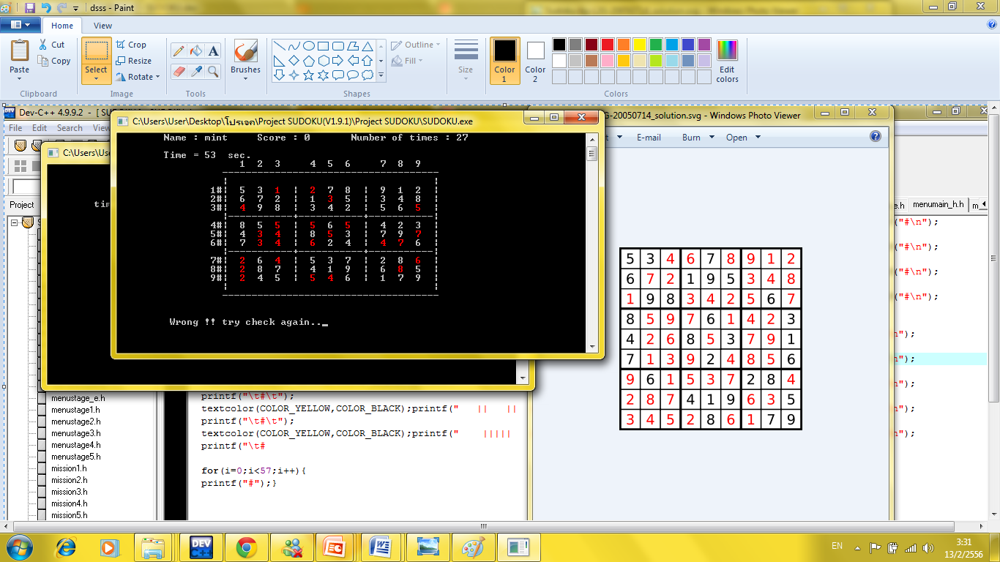 dsss - Paint
Home View
Paste Cut Copy
Select Crop Resize Rotate
Brushes
Outline Fill
Size
Color 1
Color 2
Edit colors
Clipboard Image Tools Shapes Colors
Dev-C++ 4.9.9.2 - [ S
File Edit Search View
Project
C:\Users\Use
tim
C:\Users\User\Desktop\โปรเจค\Project SUDOKU(V1.9.1)\Project SUDOKU\SUDOKU.exe
Name : mint Score : 0 Number of times : 27
Time = 53 sec.
1 2 3 4 5 6 7 8 9
1#| 5 3 1 | 2 7 8 | 9 1 2 |
2#| 6 7 2 | 1 3 5 | 3 4 8 |
3#| 4 9 8 | 3 4 2 | 5 6 5 |
4#| 8 5 5 | 5 6 5 | 4 2 3 |
5#| 4 3 4 | 8 5 3 | 7 9 7 |
6#| 7 3 4 | 6 2 4 | 4 7 6 |
7#| 2 6 4 | 5 3 7 | 2 8 6 |
8#| 2 8 7 | 4 1 9 | 6 8 5 |
9#| 2 4 5 | 5 4 6 | 1 7 9 |
Wrong !! try check again.._
G-20050714_solution.svg - Windows Photo Viewer
t E-mail Burn Open
5 3 4 6 7 8 9 1 2
6 7 2 1 9 5 3 4 8
1 9 8 3 4 2 5 6 7
8 5 9 7 6 1 4 2 3
4 2 6 8 5 3 7 9 1
7 1 3 9 2 4 8 5 6
9 6 1 5 3 7 2 8 4
2 8 7 4 1 9 6 3 5
3 4 5 2 8 6 1 7 9
e.h menumain_h.h m
("#\n");
("#\n");
("#\n");
("#\n");
\n");
\n");
\n");
\n");
\n");
menustage_e.h
menustage1.h
menustage2.h
menustage3.h
menustage4.h
menustage5.h
mission1.h
mission2.h
mission3.h
mission4.h
mission5.h
printf("\t#\t");
textcolor(COLOR_YELLOW,COLOR_BLACK);printf(" || ||
printf("\t#\t");
textcolor(COLOR_YELLOW,COLOR_BLACK);printf(" |||||
printf("\t#
for(i=0;i<57;i++){
printf("#");}
EN
3:31
13/2/2556